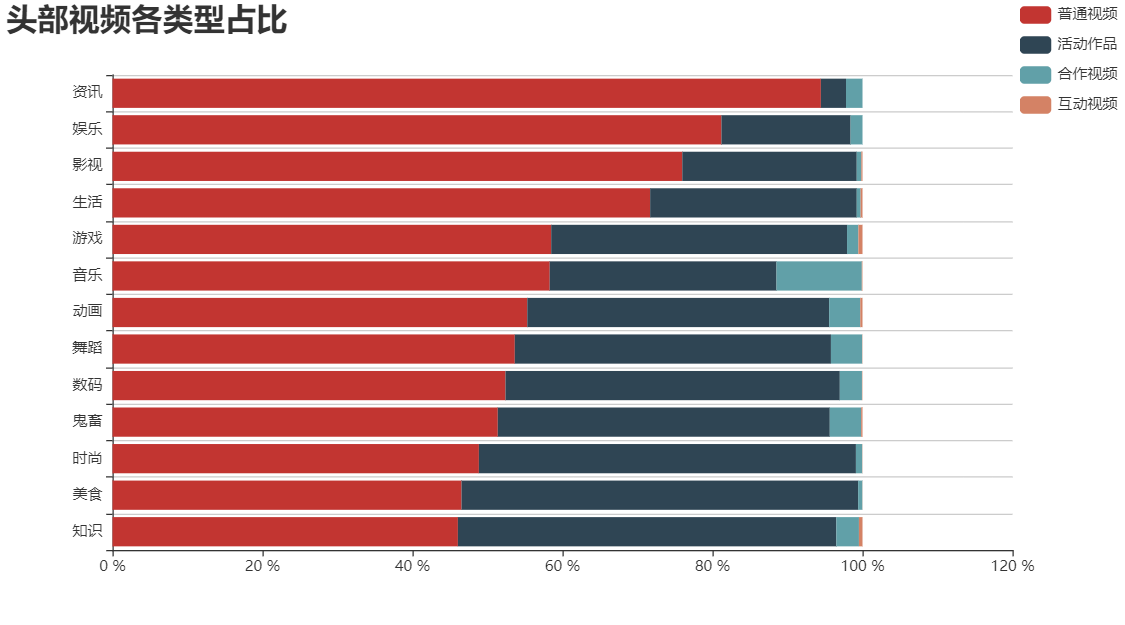 头部视频各类型占比
普通视频
活动作品
合作视频
互动视频
资讯
娱乐
影视
生活
游戏
音乐
动画
舞蹈
数码
鬼畜
时尚
美食
知识
0 % 20 % 40 % 60 % 80 % 100 % 120 %